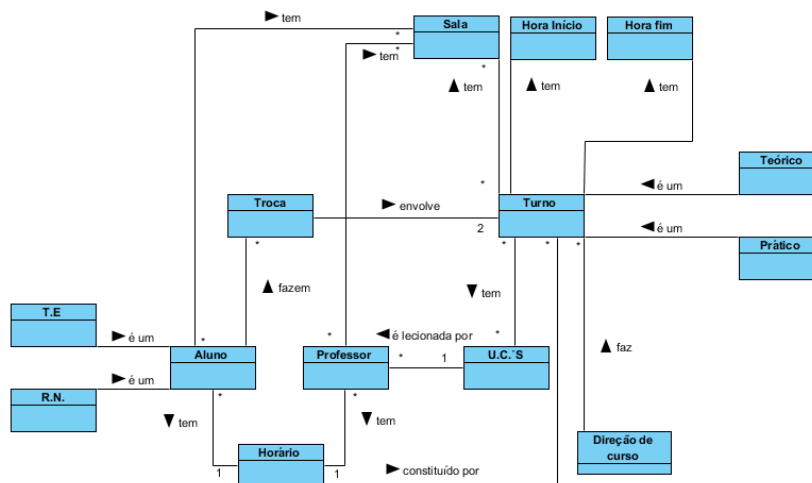 tem
Sala
Hora Início
Hora fim
*
*
tem
*
tem
tem
tem
Teórico
*
é um
Troca
envolve
Turno
2
é um
Prático
*
*
*
*
fazem
tem
T.E
é um
*
*
é lecionada por
*
faz
Aluno
Professor
*
1
U.C.´S
é um
R.N.
*
*
tem
tem
Direção de
curso
Horário
1
1
constituído por